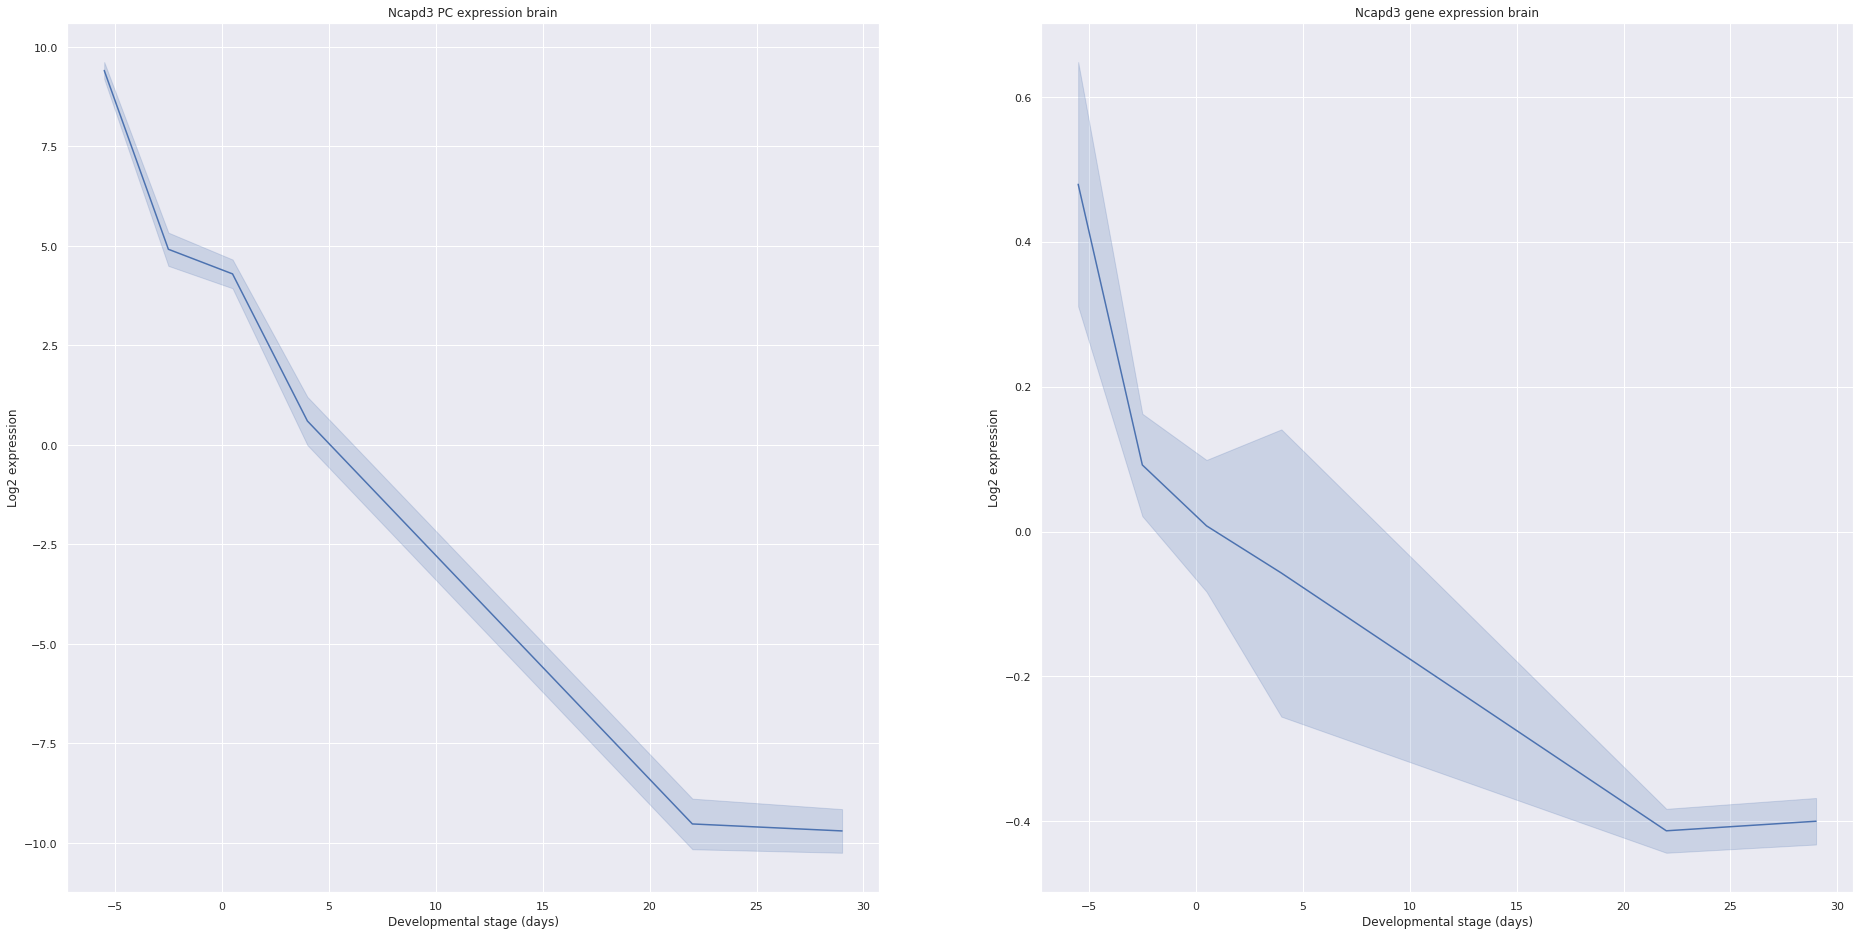 Ncapd3 PC expression brain
10.0
7.5
5.0
2.5
0.0
−2.5
−5.0
−7.5
−10.0
Log2 expression
−5 0 5 10 15 20 25 30
Developmental stage (days)
Ncapd3 gene expression brain
0.6
0.4
0.2
0.0
−0.2
−0.4
Log2 expression
−5 0 5 10 15 20 25 30
Developmental stage (days)